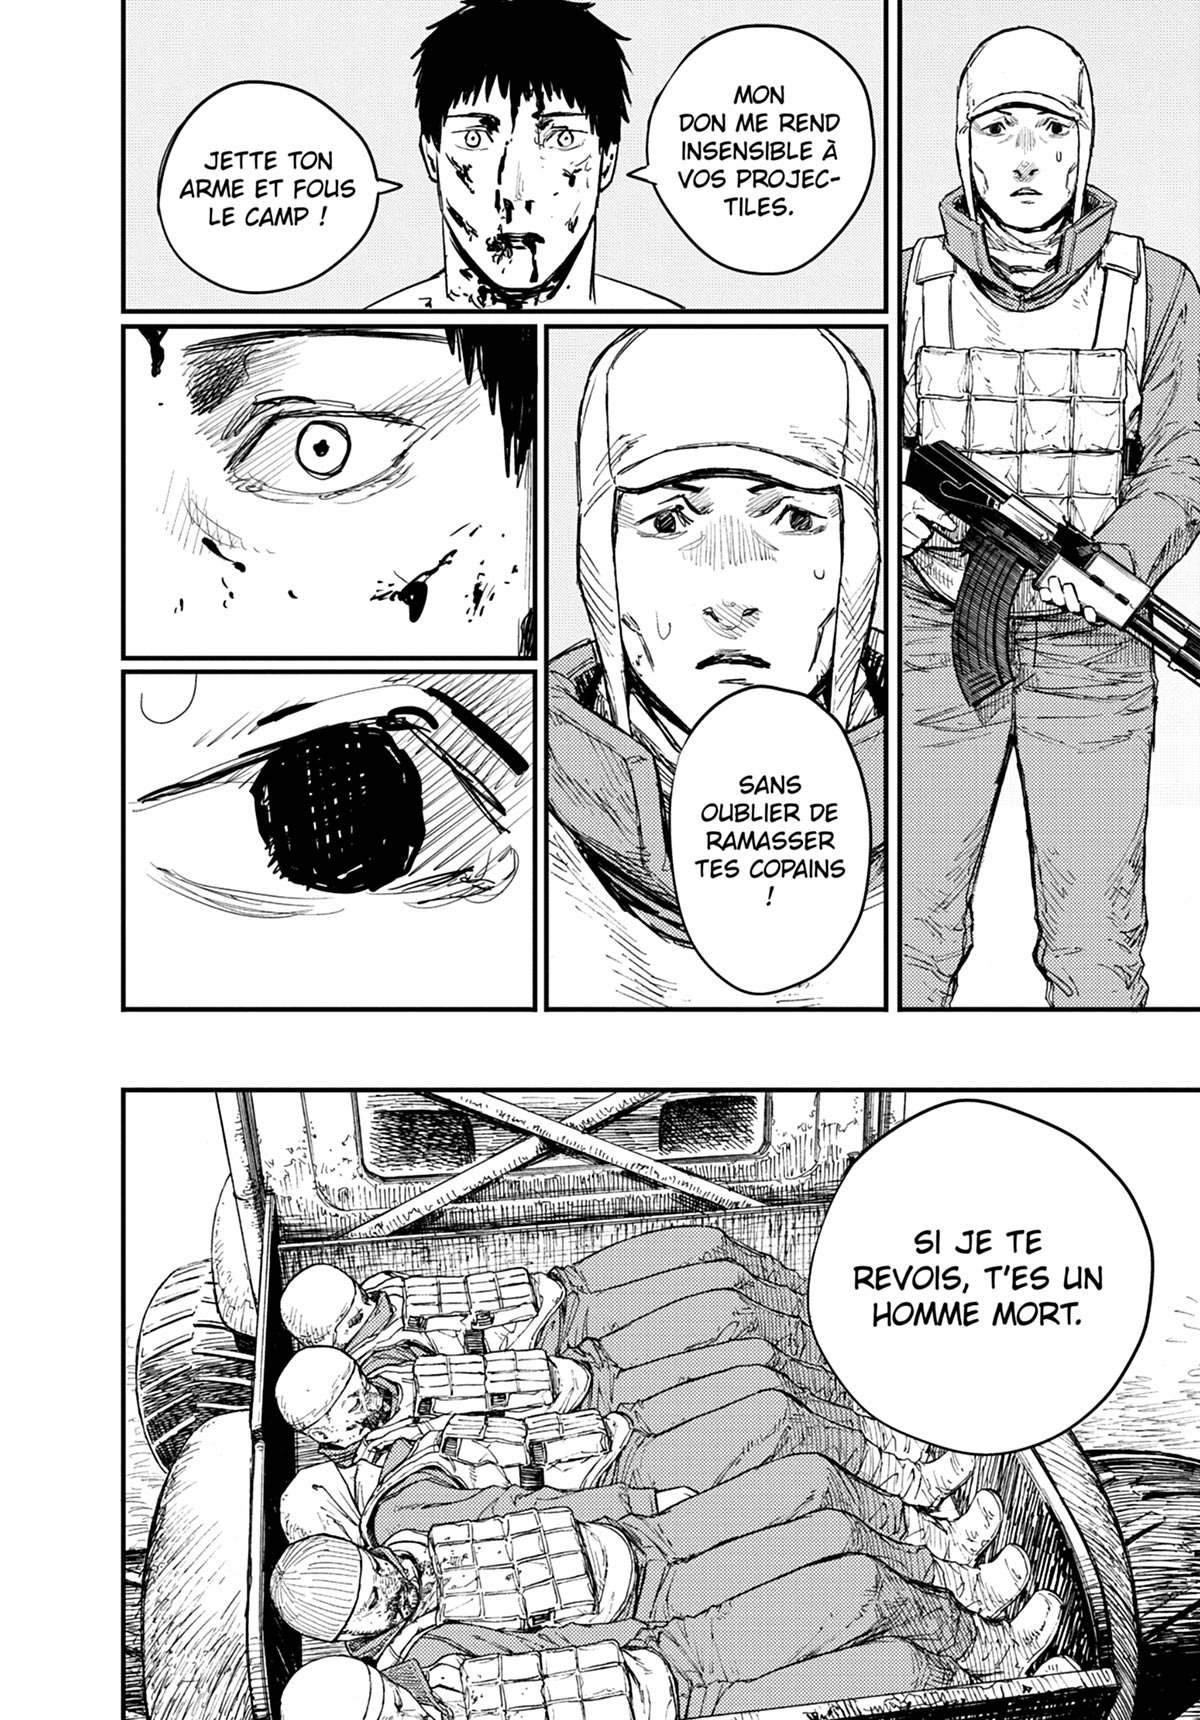 MON
DON ME REND
INSENSIBLE À
VOS PROJEC-
TILES.
JETTE TON
ARME ET FOUS
LE CAMP !
SANS
OUBLIER DE
RAMASSER
TES COPAINS
!
SI JE TE
REVOIS, T'ES UN
HOMME MORT.